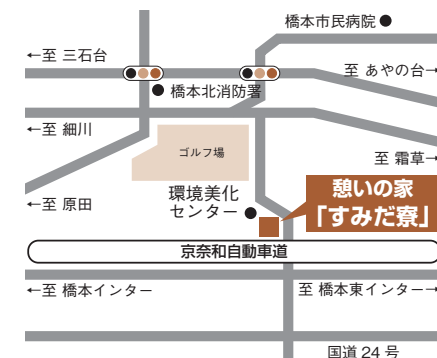 橋本市民病院
←至 三石台
至 あやの台→
橋本北消防署
←至 細川
ゴルフ場
至 霜草→
環境美化
センター
憩いの家
「すみだ寮」
←至 原田
京奈和自動車道
←至 橋本インター
至 橋本東インター→
国道 24 号